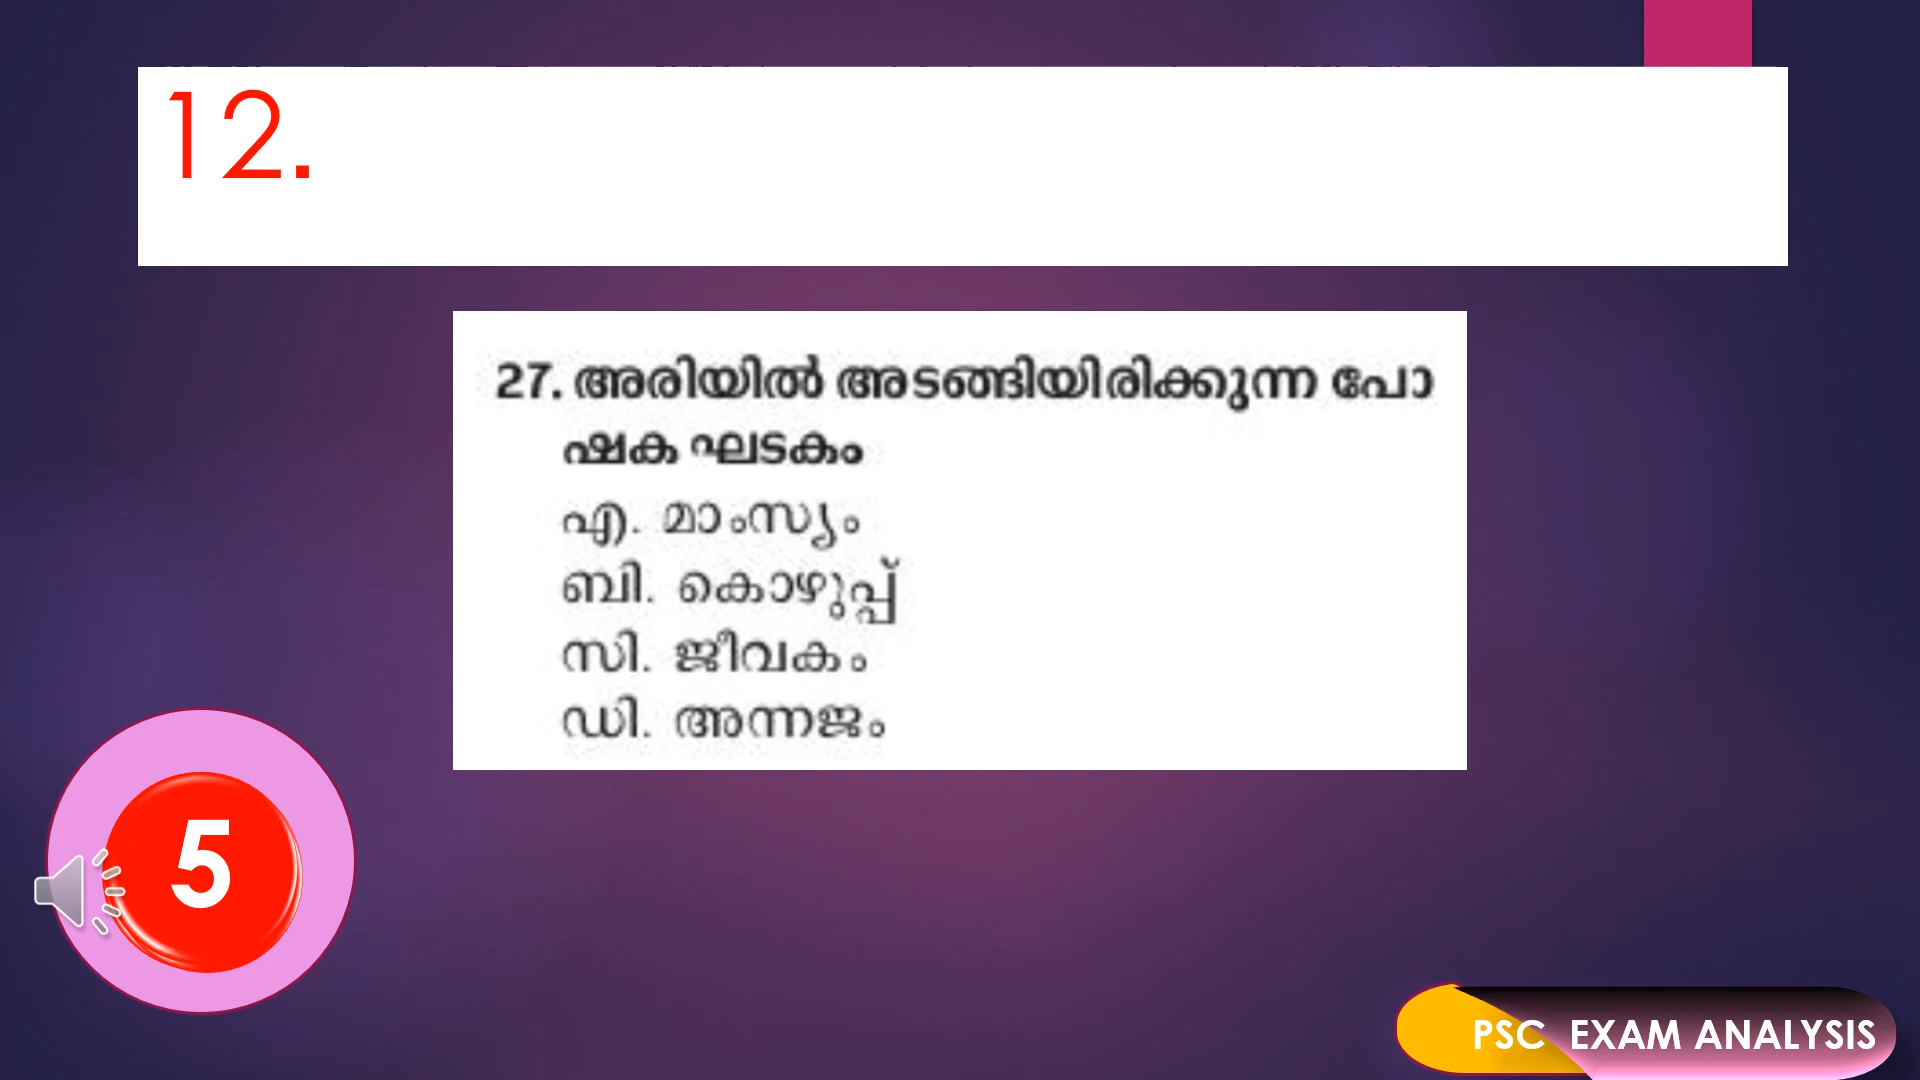 12.
27. അരിയിൽ അടങ്ങിയിരിക്കുന്ന പോ
ഷക ഘടകം
എ. മാംസ്യം
ബി. കൊഴുപ്പ്
സി. ജീവകം
ഡി. അന്നജം
5
PSC EXAM ANALYSIS